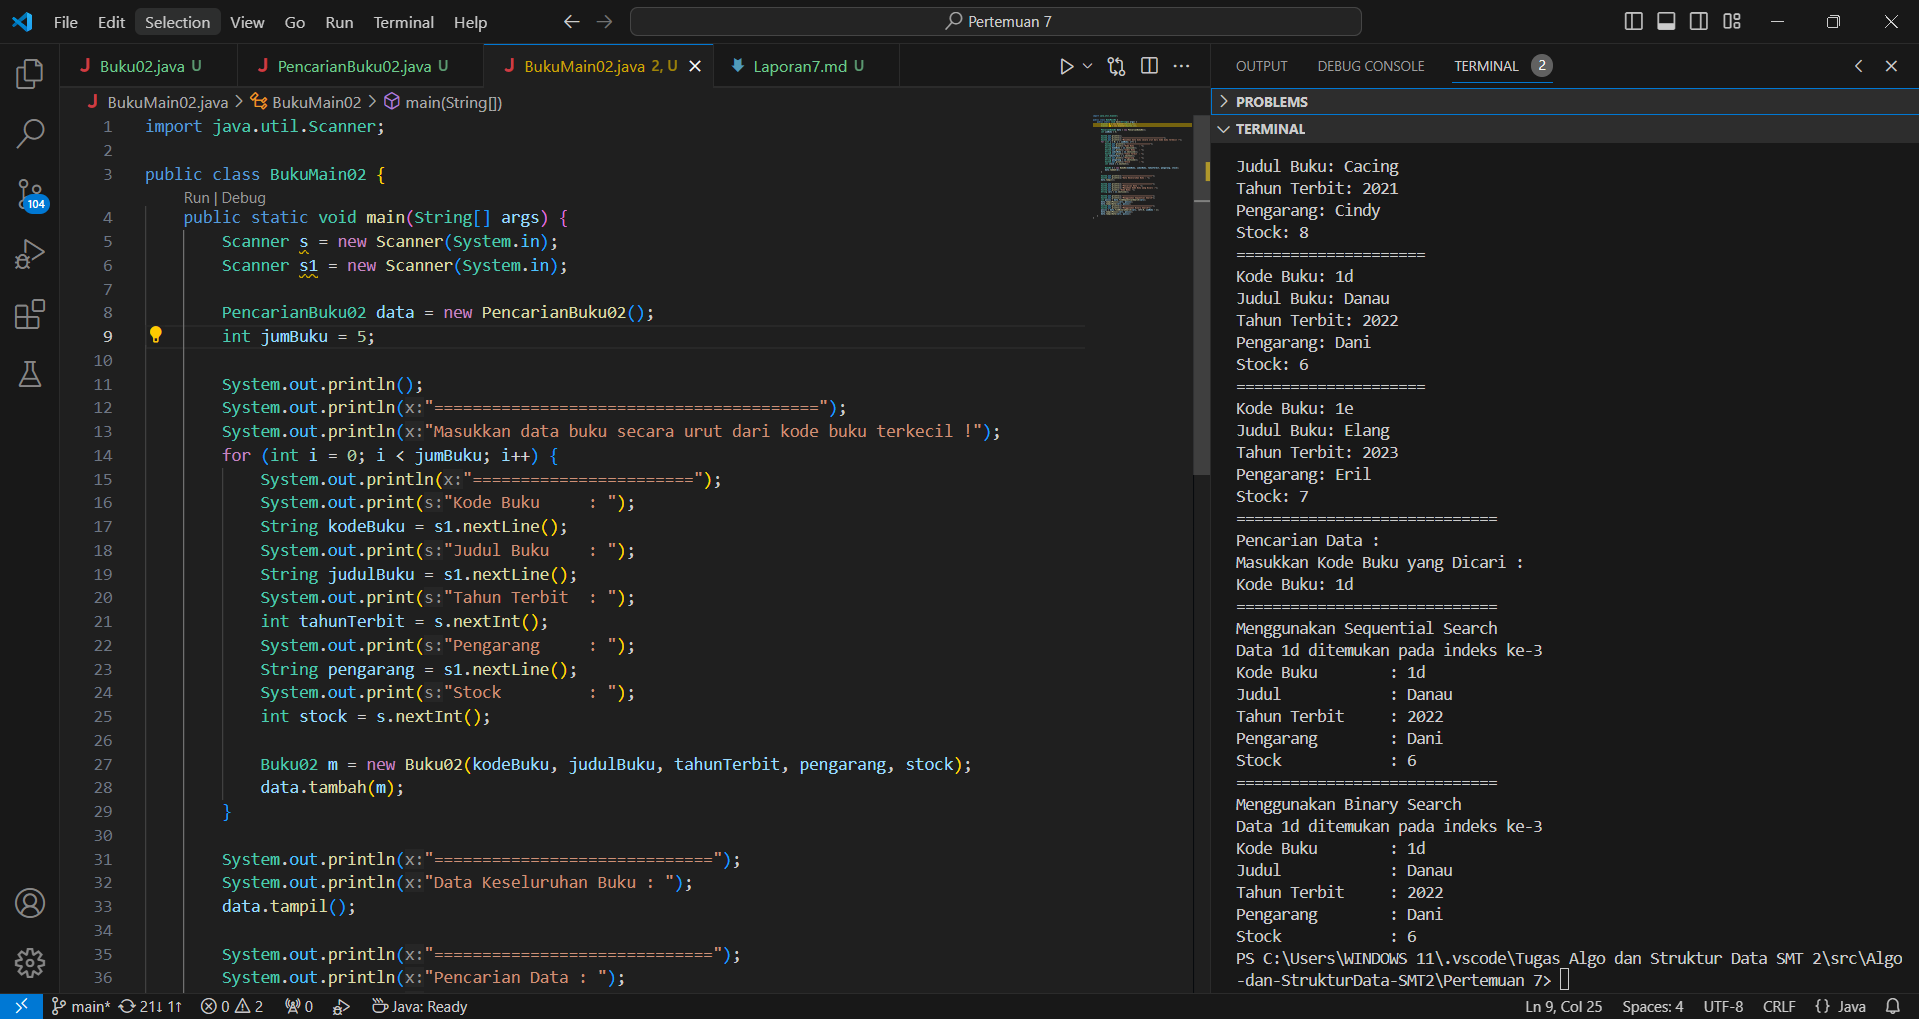 File Edit Selection View Go Run Terminal Help
Pertemuan 7
Buku02.java U
PencarianBuku02.java U
BukuMain02.java 2, U
Laporan7.md U
OUTPUT DEBUG CONSOLE TERMINAL 2
BukuMain02.java > BukuMain02 > main(String[])
PROBLEMS
TERMINAL
104
1 import java.util.Scanner;
2
3 public class BukuMain02 {
Run | Debug
4 public static void main(String[] args) {
5 Scanner s = new Scanner(System.in);
6 Scanner s1 = new Scanner(System.in);
7
8 PencarianBuku02 data = new PencarianBuku02();
9 int jumBuku = 5;
10
11 System.out.println();
12 System.out.println(x:"========================================");
13 System.out.println(x:"Masukkan data buku secara urut dari kode buku terkecil !");
14 for (int i = 0; i < jumBuku; i++) {
15 System.out.println(x:"=======================");
16 System.out.print(s:"Kode Buku     : ");
17 String kodeBuku = s1.nextLine();
18 System.out.print(s:"Judul Buku    : ");
19 String judulBuku = s1.nextLine();
20 System.out.print(s:"Tahun Terbit  : ");
21 int tahunTerbit = s.nextInt();
22 System.out.print(s:"Pengarang     : ");
23 String pengarang = s1.nextLine();
24 System.out.print(s:"Stock         : ");
25 int stock = s.nextInt();
26
27 Buku02 m = new Buku02(kodeBuku, judulBuku, tahunTerbit, pengarang, stock);
28 data.tambah(m);
29 }
30
31 System.out.println(x:"=============================");
32 System.out.println(x:"Data Keseluruhan Buku : ");
33 data.tampil();
34
35 System.out.println(x:"=============================");
36 System.out.println(x:"Pencarian Data : ");
Judul Buku: Cacing
Tahun Terbit: 2021
Pengarang: Cindy
Stock: 8
=====================
Kode Buku: 1d
Judul Buku: Danau
Tahun Terbit: 2022
Pengarang: Dani
Stock: 6
=====================
Kode Buku: 1e
Judul Buku: Elang
Tahun Terbit: 2023
Pengarang: Eril
Stock: 7
=============================
Pencarian Data :
Masukkan Kode Buku yang Dicari :
Kode Buku: 1d
=============================
Menggunakan Sequential Search
Data 1d ditemukan pada indeks ke-3
Kode Buku        : 1d
Judul            : Danau
Tahun Terbit     : 2022
Pengarang        : Dani
Stock            : 6
=============================
Menggunakan Binary Search
Data 1d ditemukan pada indeks ke-3
Kode Buku        : 1d
Judul            : Danau
Tahun Terbit     : 2022
Pengarang        : Dani
Stock            : 6
PS C:\Users\WINDOWS 11\.vscode\Tugas Algo dan Struktur Data SMT 2\src\Algo
-dan-StrukturData-SMT2\Pertemuan 7>
main* 21↓ 1↑ 0 2 0 Java: Ready Ln 9, Col 25 Spaces: 4 UTF-8 CRLF {} Java